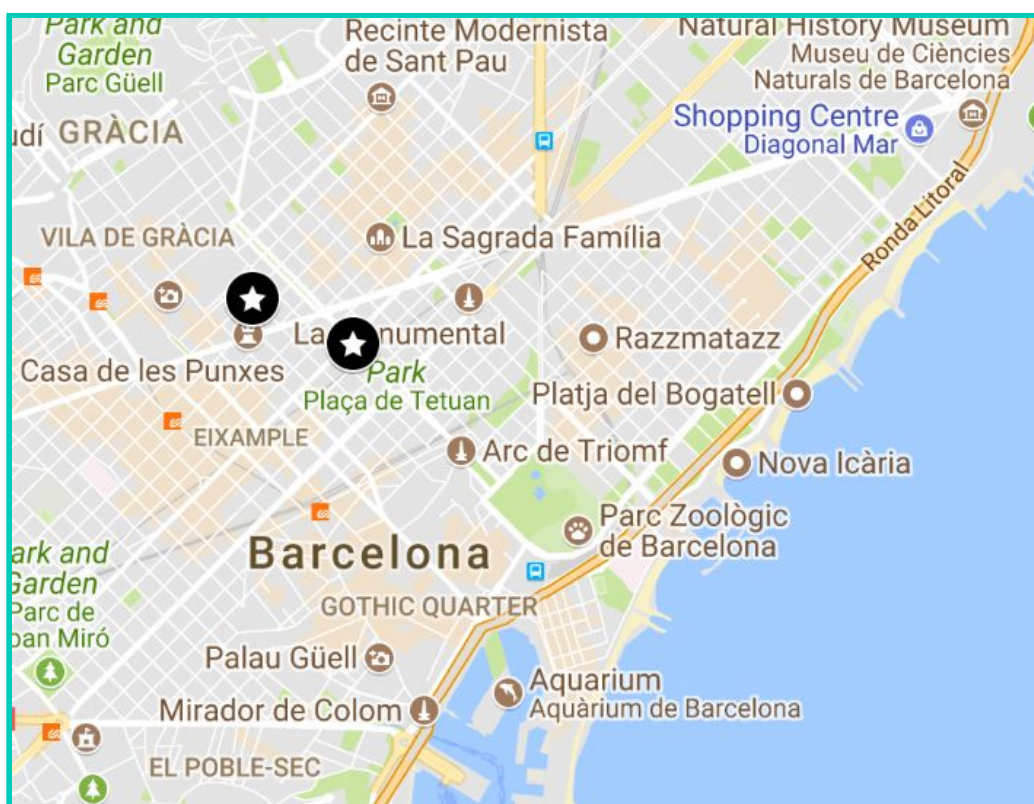 Park and
Garden
Parc Güell
Recinte Modernista
de Sant Pau
Natural History Museum
Museu de Ciències
Naturals de Barcelona
Shopping Centre
Diagonal Mar
udí
GRÀCIA
Ronda Litoral
VILA DE GRÀCIA
La Sagrada Família
La
onumental
Razzmatazz
Casa de les Punxes
Park
Plaça de Tetuan
Platja del Bogatell
EIXAMPLE
Arc de Triomf
Nova Icària
Parc Zoològic
de Barcelona
Barcelona
ark and
Garden
Parc de
oan Miró
GOTHIC QUARTER
Palau Güell
Aquarium
Aquàrium de Barcelona
Mirador de Colom
EL POBLE-SEC